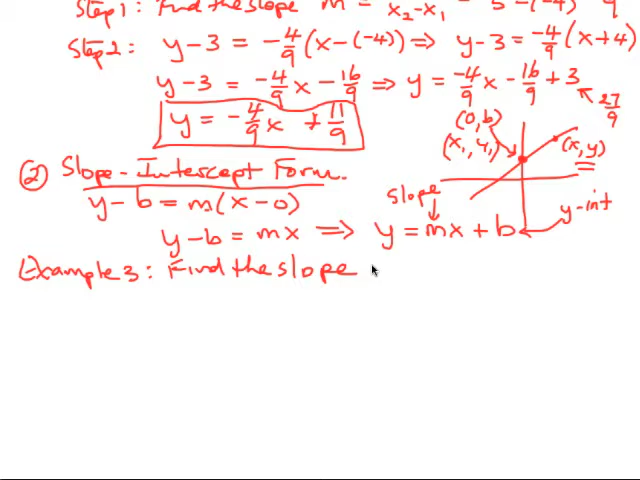 Step 1: Find the slope m = x₂-x₁ 5-(-4) 9
Step 2: y-3 = -4/9(x-(-4)) ⇒ y-3 = -4/9(x+4)
y-3 = -4/9x - 16/9 ⇒ y = -4/9x - 16/9 + 3
27/9
y = -4/9x + 11/9
(0,b)
(x₁,y₁)
(x,y)
② Slope-Intercept Form.
y-b = m(x-0)
slope
y-int
y-b = mx ⇒ y = mx + b
Example 3: Find the slope